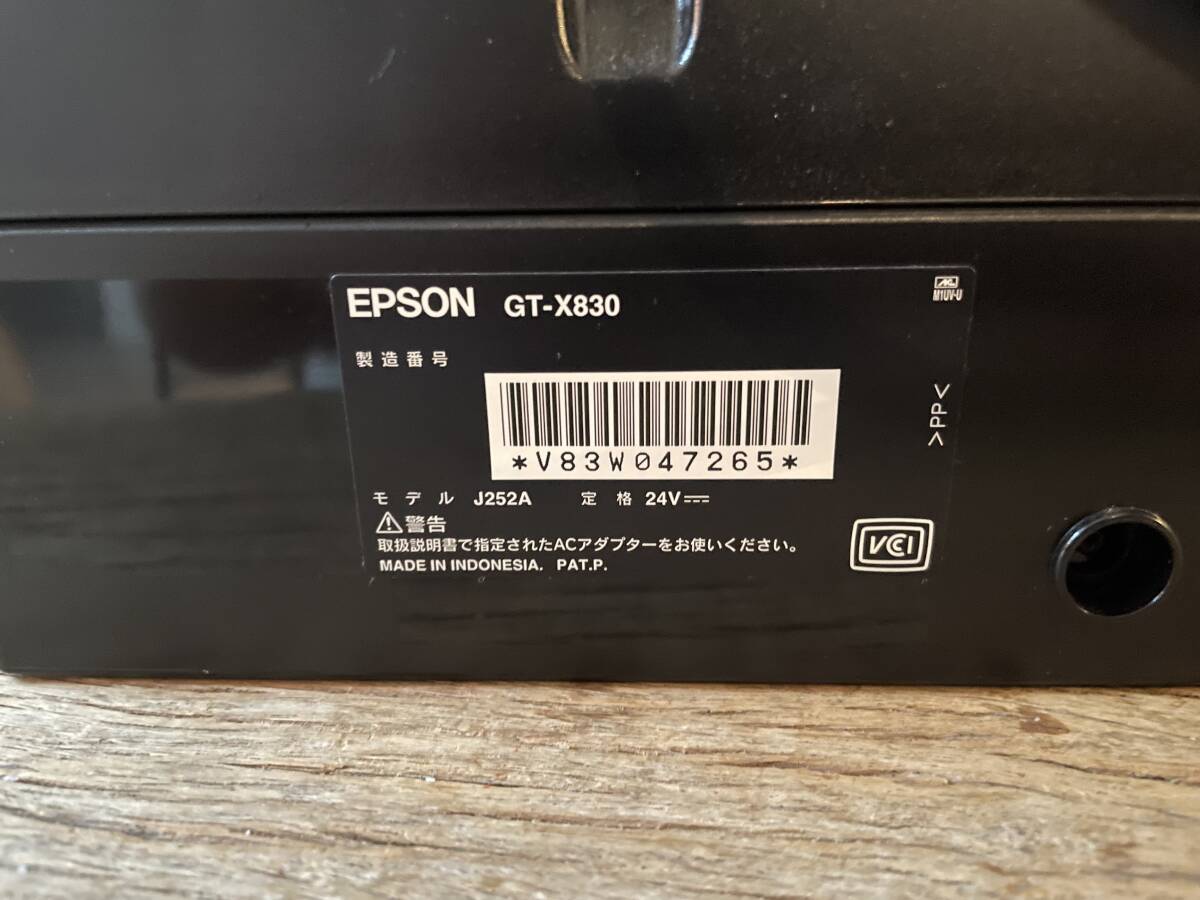 EPSON GT-X830
M1UV-U
製造番号
*V83W047265*
>PP<
モデル J252A 定格 24V⎓
⚠警告
取扱説明書で指定されたACアダプターをお使いください。
MADE IN INDONESIA. PAT.P.
VCI